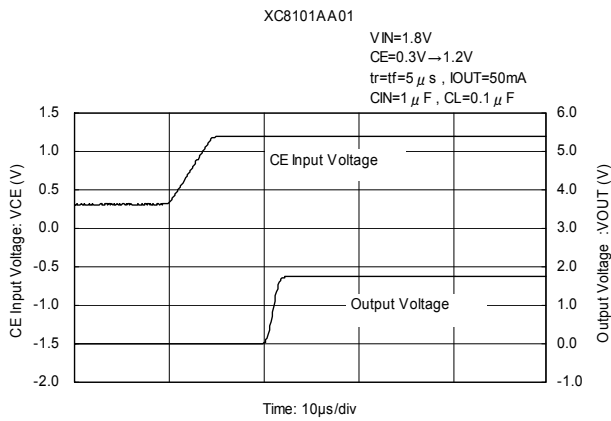 XC8101AA01
VIN=1.8V
CE=0.3V→1.2V
tr=tf=5μs , IOUT=50mA
CIN=1μF , CL=0.1μF
CE Input Voltage: VCE (V)
1.5
1.0
0.5
0.0
-0.5
-1.0
-1.5
-2.0
CE Input Voltage
Output Voltage
6.0
5.0
4.0
3.0
2.0
1.0
0.0
-1.0
Output Voltage :VOUT (V)
Time: 10μs/div